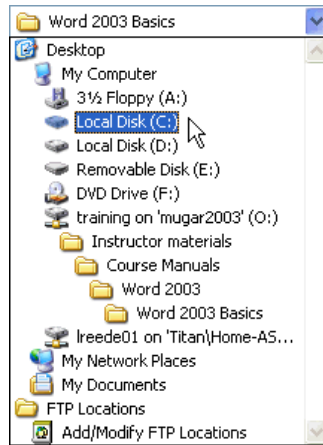 Word 2003 Basics
Desktop
My Computer
3½ Floppy (A:)
Local Disk (C:)
Local Disk (D:)
Removable Disk (E:)
DVD Drive (F:)
training on 'mugar2003' (O:)
Instructor materials
Course Manuals
Word 2003
Word 2003 Basics
lreede01 on 'Titan\Home-AS...
My Network Places
My Documents
FTP Locations
Add/Modify FTP Locations